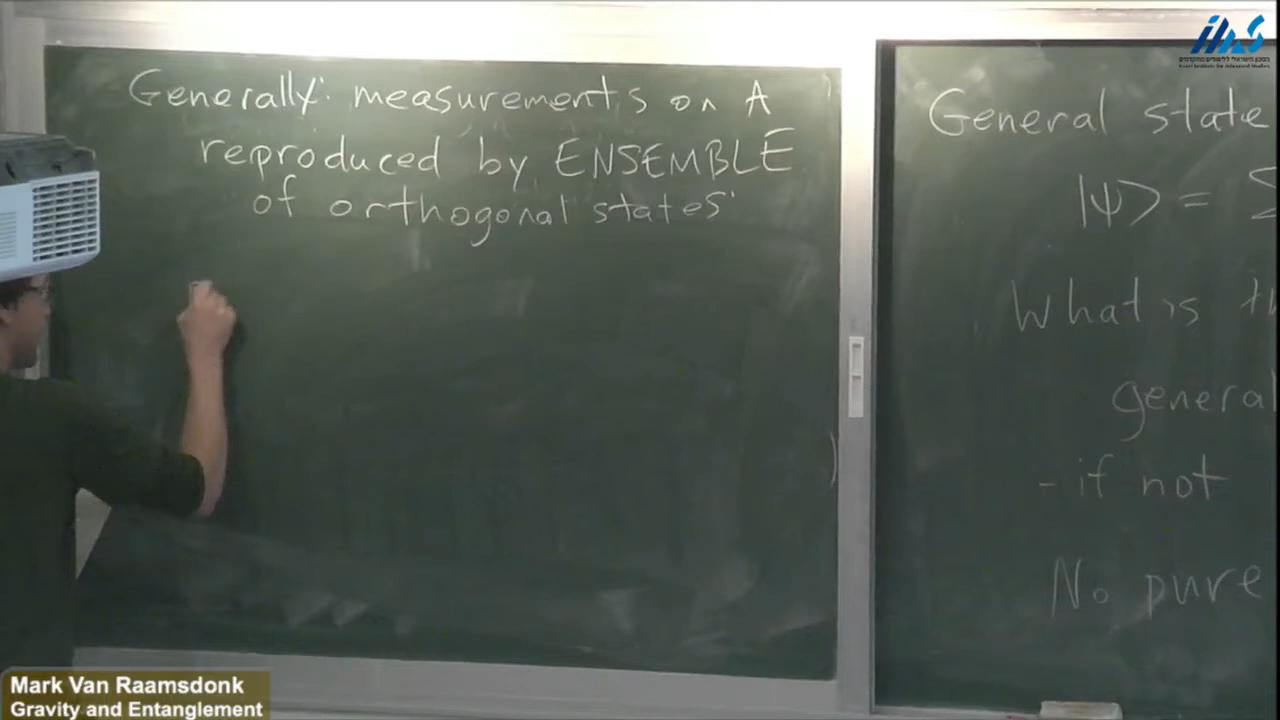 Generally: measurements on A
reproduced by ENSEMBLE
of orthogonal states
General state
|ψ> = Σ
What is
general
- if not
No pure
Mark Van Raamsdonk
Gravity and Entanglement